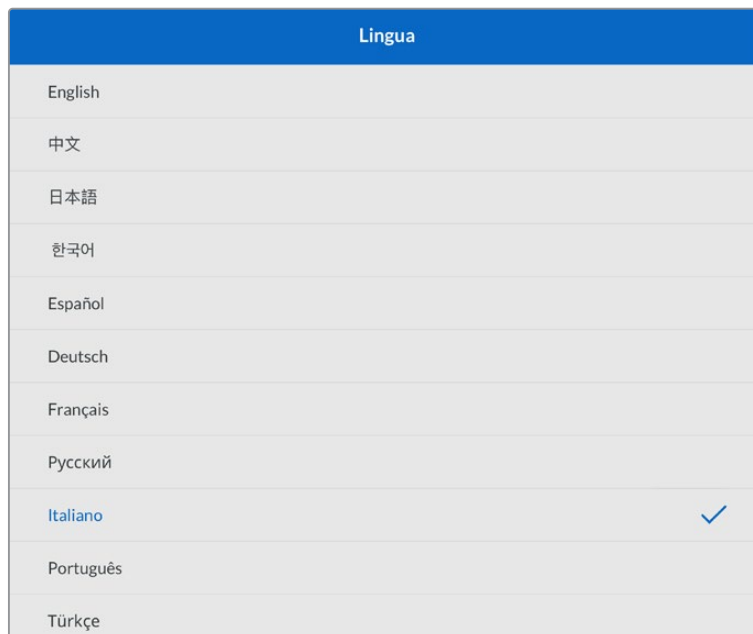 Lingua
English
中文
日本語
한국어
Español
Deutsch
Français
Русский
Italiano
Português
Türkçe